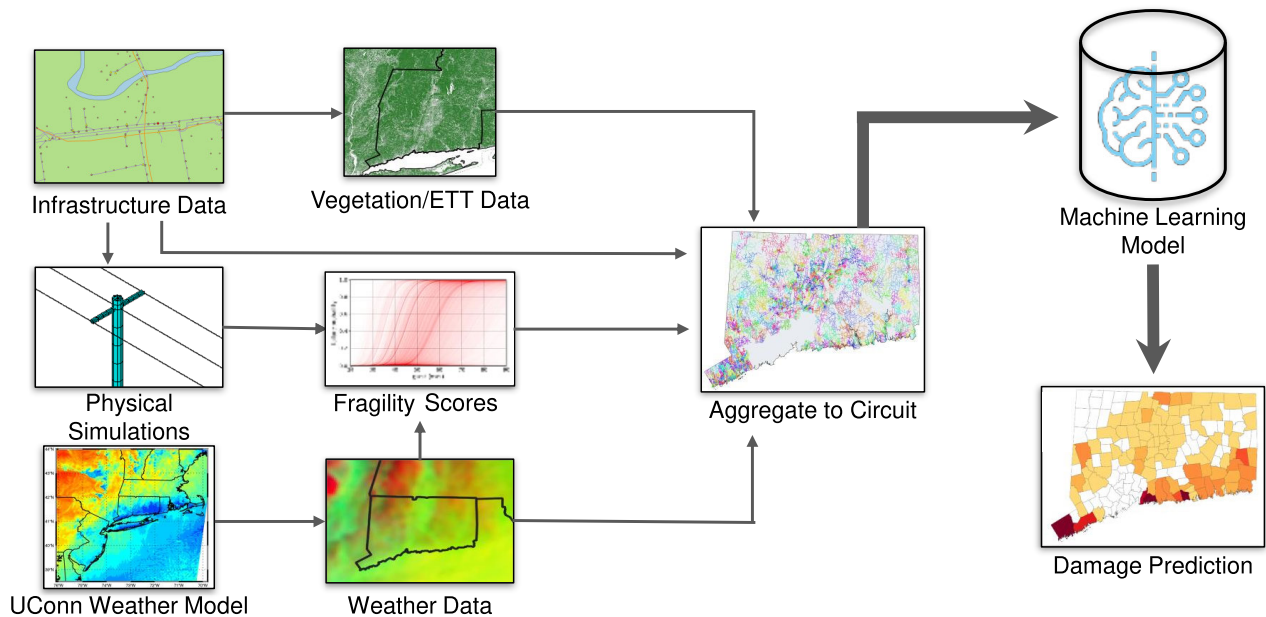 Infrastructure Data
Vegetation/ETT Data
Machine Learning
Model
Physical
Simulations
Fragility Scores
Aggregate to Circuit
UConn Weather Model
Weather Data
Damage Prediction